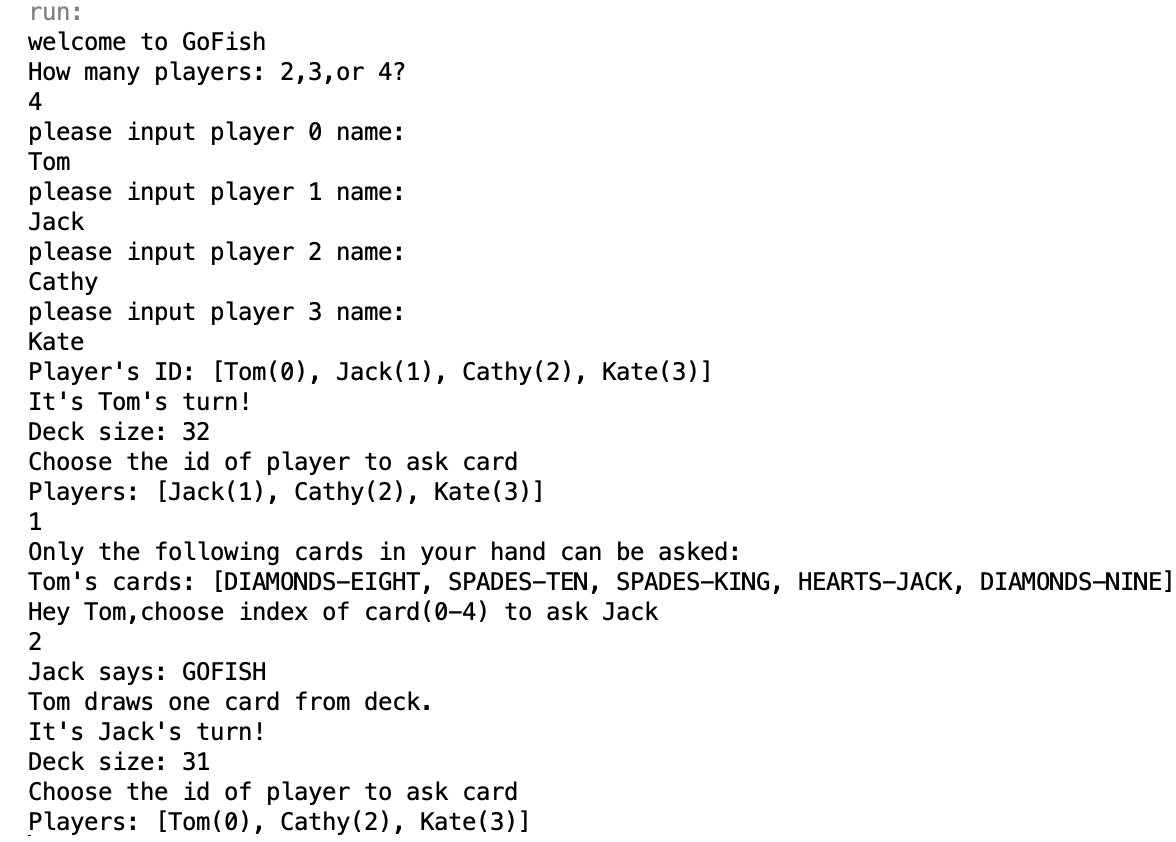 run:
welcome to GoFish
How many players: 2,3,or 4?
4
please input player 0 name:
Tom
please input player 1 name:
Jack
please input player 2 name:
Cathy
please input player 3 name:
Kate
Player's ID: [Tom(0), Jack(1), Cathy(2), Kate(3)]
It's Tom's turn!
Deck size: 32
Choose the id of player to ask card
Players: [Jack(1), Cathy(2), Kate(3)]
1
Only the following cards in your hand can be asked:
Tom's cards: [DIAMONDS-EIGHT, SPADES-TEN, SPADES-KING, HEARTS-JACK, DIAMONDS-NINE]
Hey Tom,choose index of card(0-4) to ask Jack
2
Jack says: GOFISH
Tom draws one card from deck.
It's Jack's turn!
Deck size: 31
Choose the id of player to ask card
Players: [Tom(0), Cathy(2), Kate(3)]